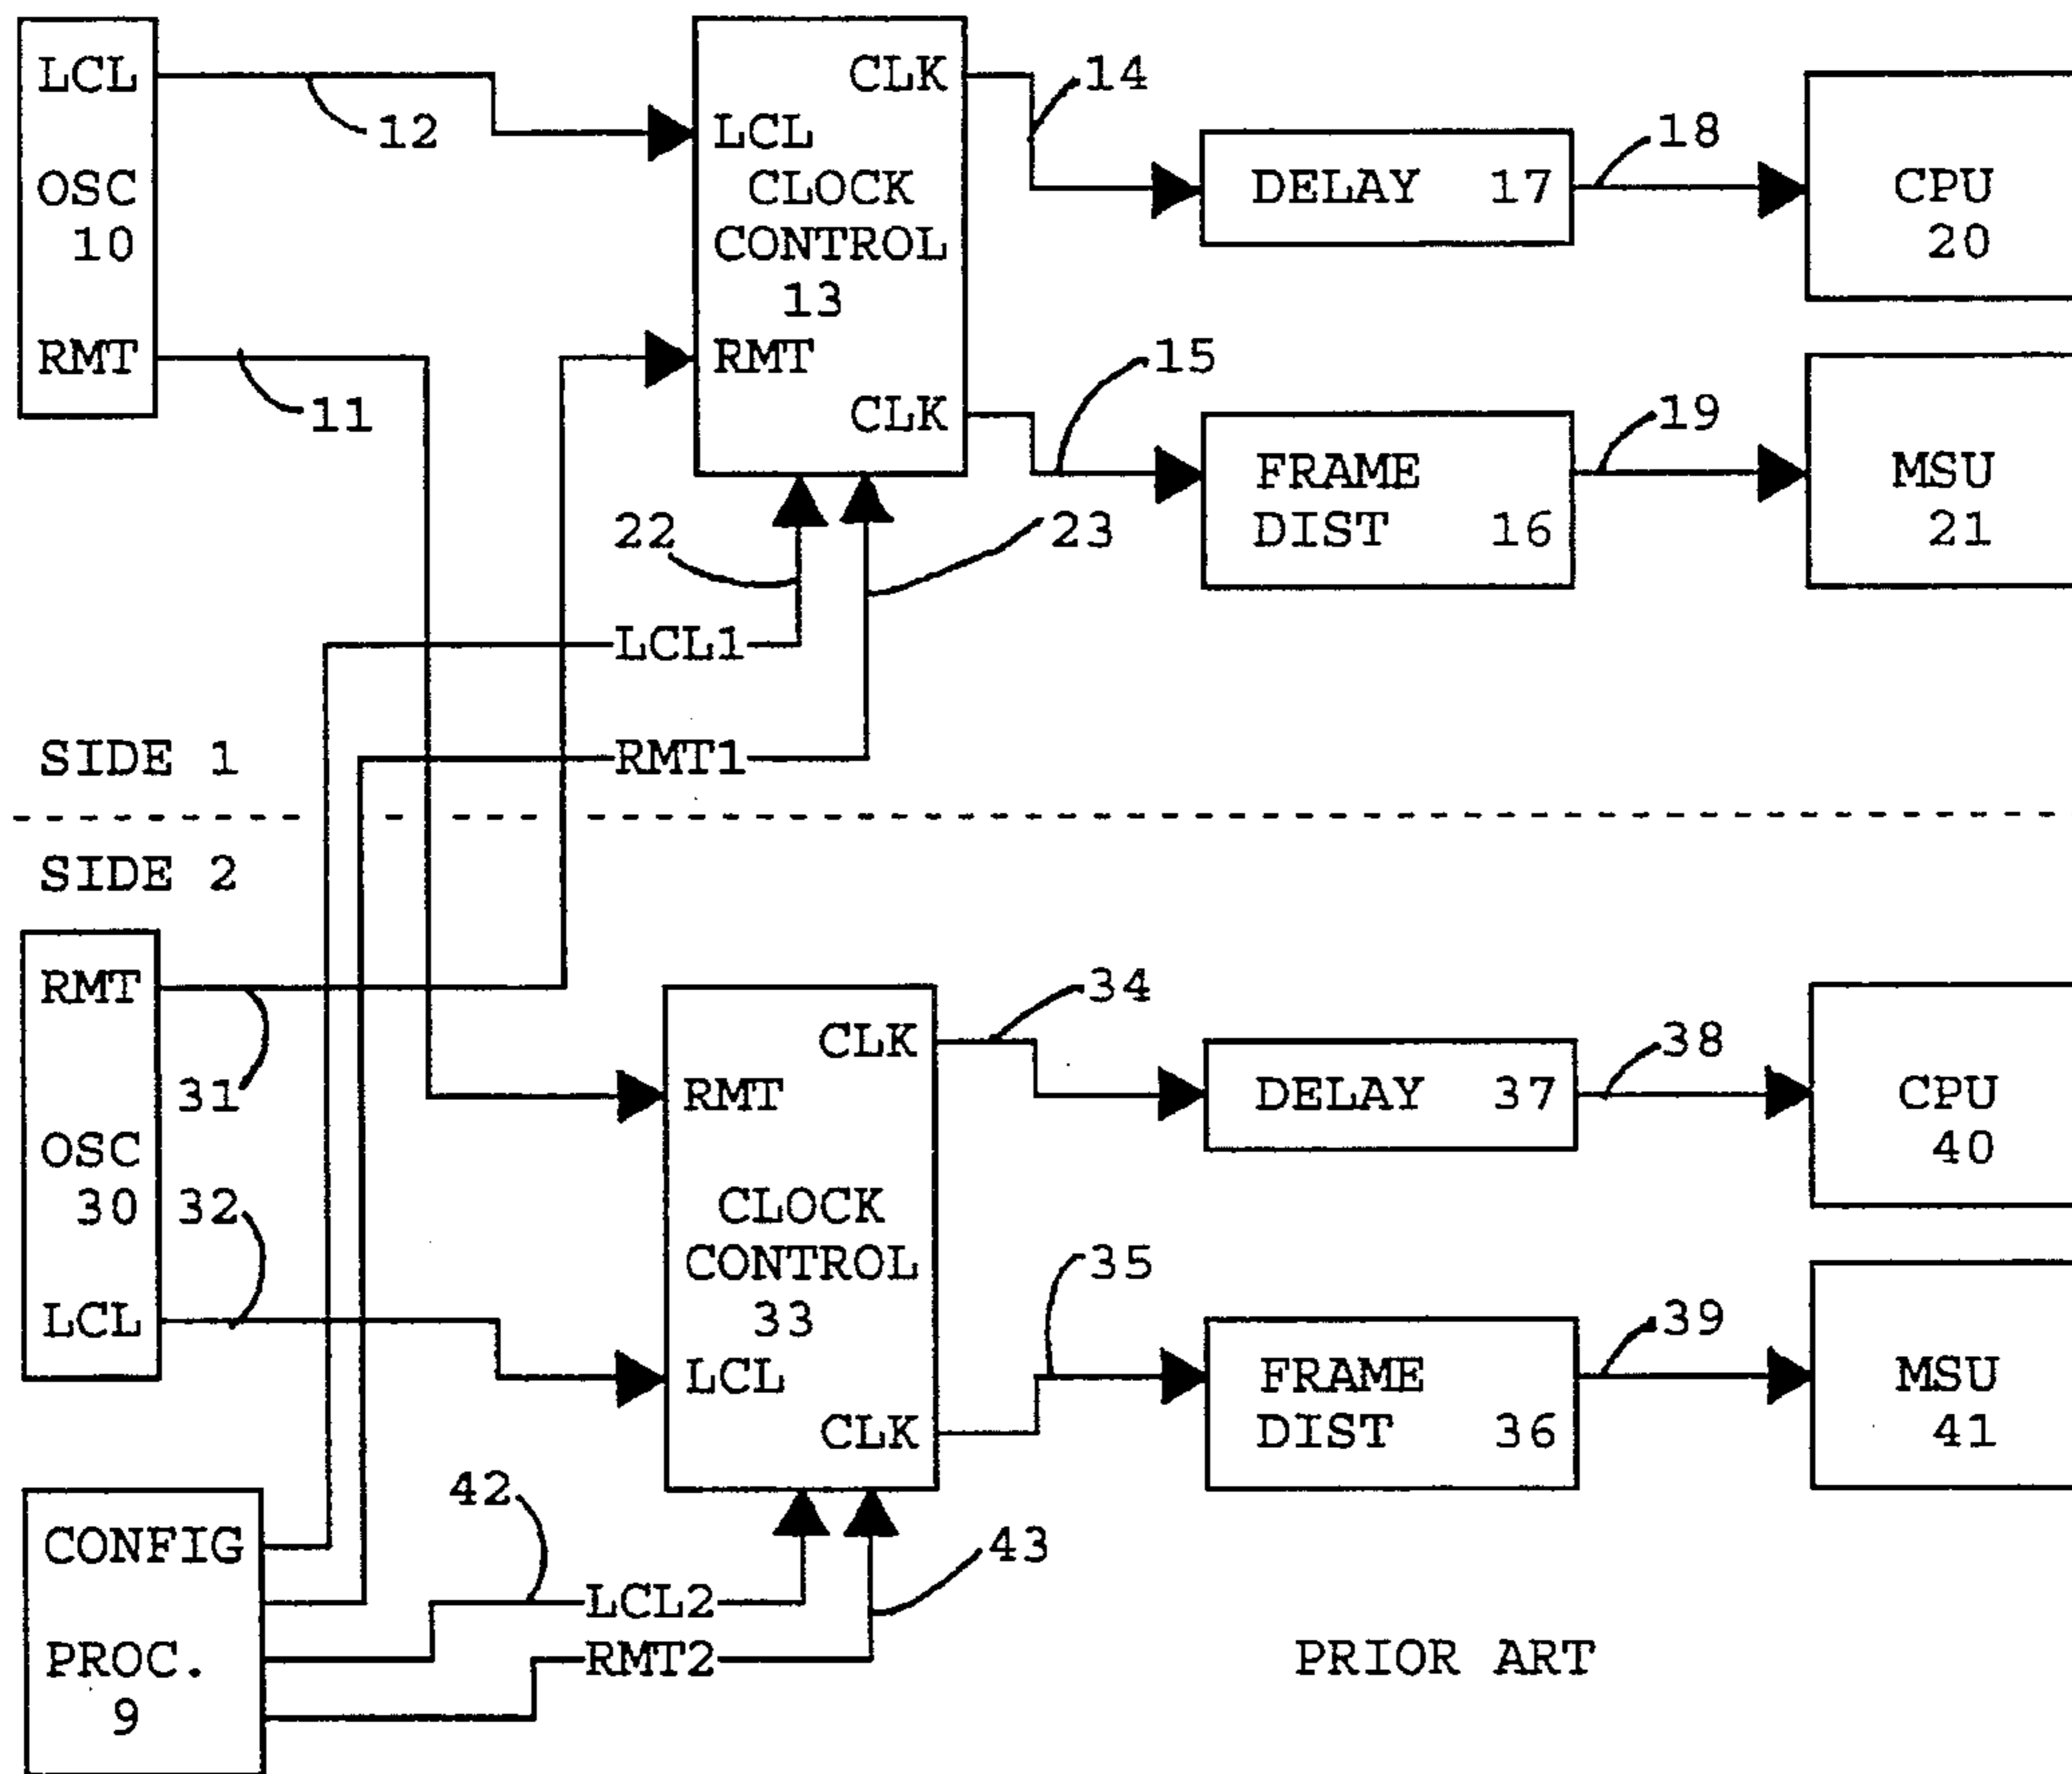 LCL
OSC
10
RMT
12
11
CLK
LCL
CLOCK
CONTROL
13
RMT
CLK
14
15
DELAY 17
FRAME
DIST 16
18
19
CPU
20
MSU
21
22
23
LCL1
RMT1
SIDE 1
SIDE 2
RMT
OSC
30
LCL
31
32
CLK
RMT
CLOCK
CONTROL
33
LCL
CLK
34
35
DELAY 37
FRAME
DIST 36
38
39
CPU
40
MSU
41
CONFIG
PROC.
9
42
43
LCL2
RMT2
PRIOR ART